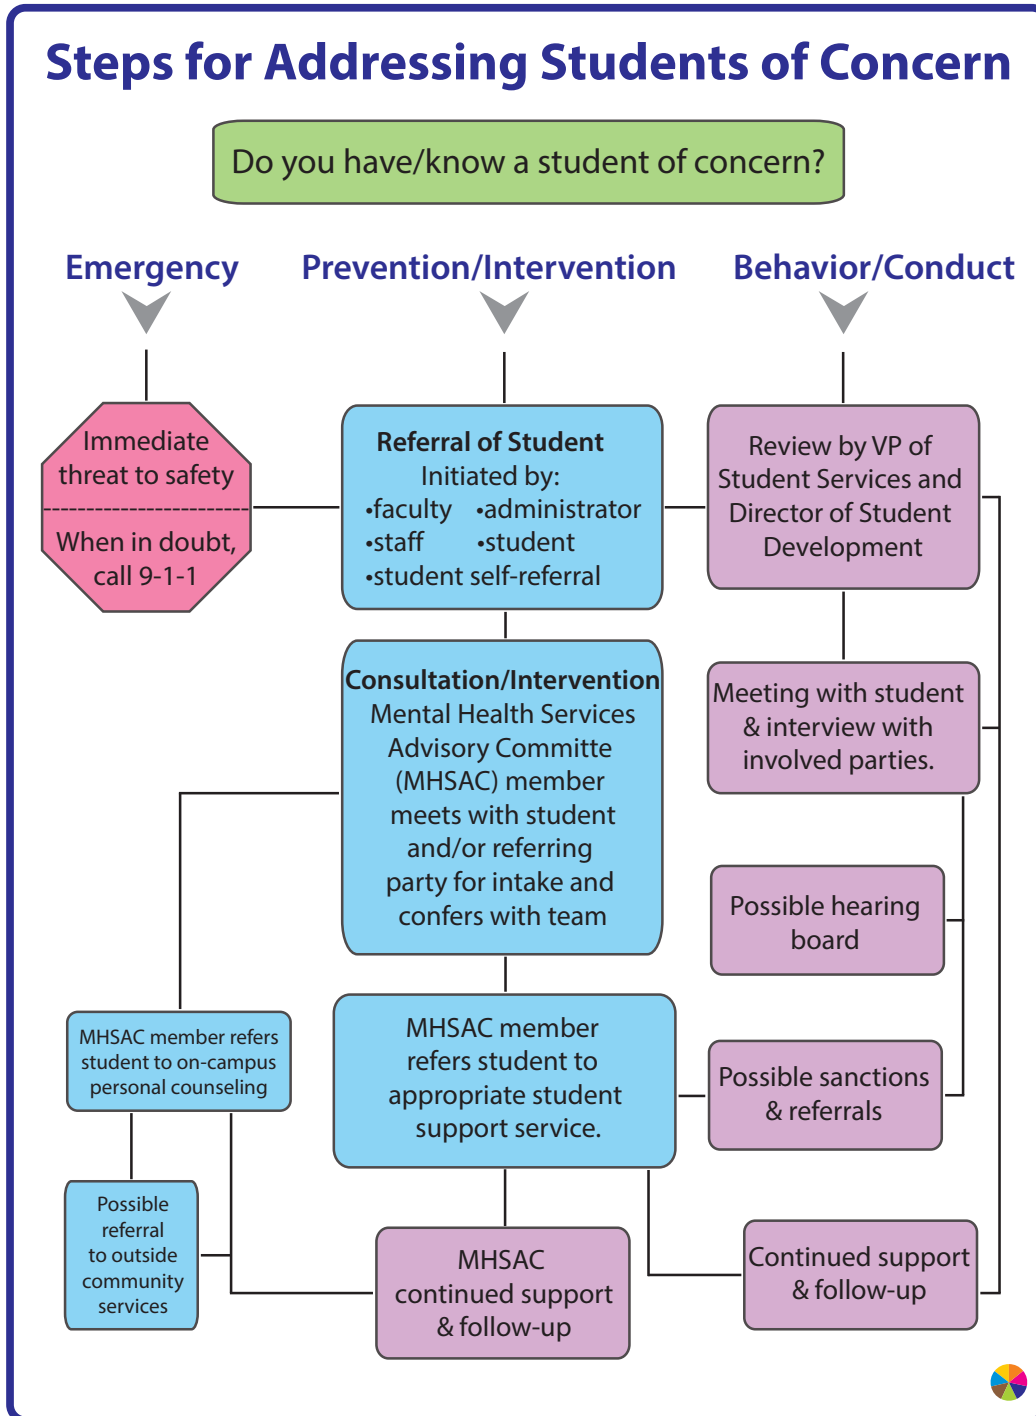 Steps for Addressing Students of Concern
Do you have/know a student of concern?
Emergency
Prevention/Intervention
Behavior/Conduct
Immediate
threat to safety
When in doubt,
call 9-1-1
Referral of Student
Initiated by:
•faculty •administrator
•staff •student
•student self-referral
Review by VP of
Student Services and
Director of Student
Development
Consultation/Intervention
Mental Health Services
Advisory Committe
(MHSAC) member
meets with student
and/or referring
party for intake and
confers with team
Meeting with student
& interview with
involved parties.
Possible hearing
board
MHSAC member refers
student to on-campus
personal counseling
MHSAC member
refers student to
appropriate student
support service.
Possible sanctions
& referrals
Possible
referral
to outside
community
services
MHSAC
continued support
& follow-up
Continued support
& follow-up